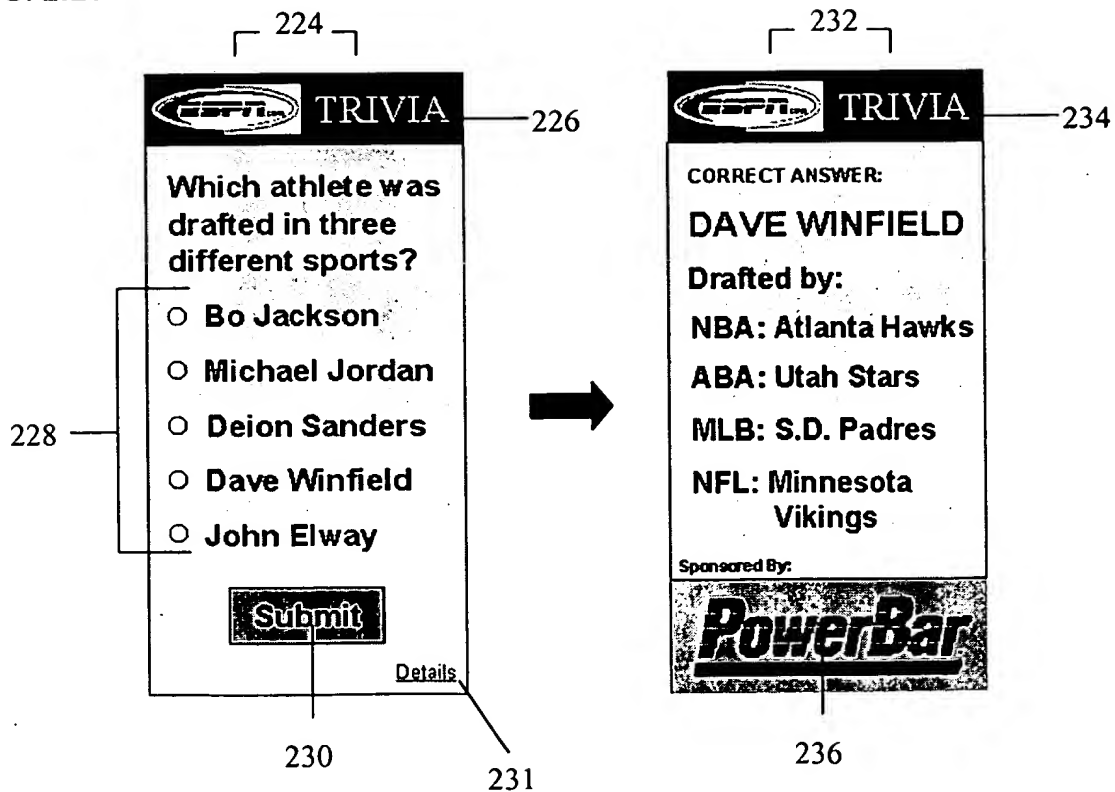 224
ESPN TRIVIA
226
Which athlete was
drafted in three
different sports?
228
Bo Jackson
Michael Jordan
Deion Sanders
Dave Winfield
John Elway
Submit
Details
230
231
232
ESPN TRIVIA
234
CORRECT ANSWER:
DAVE WINFIELD
Drafted by:
NBA: Atlanta Hawks
ABA: Utah Stars
MLB: S.D. Padres
NFL: Minnesota
Vikings
Sponsored By:
PowerBar
236